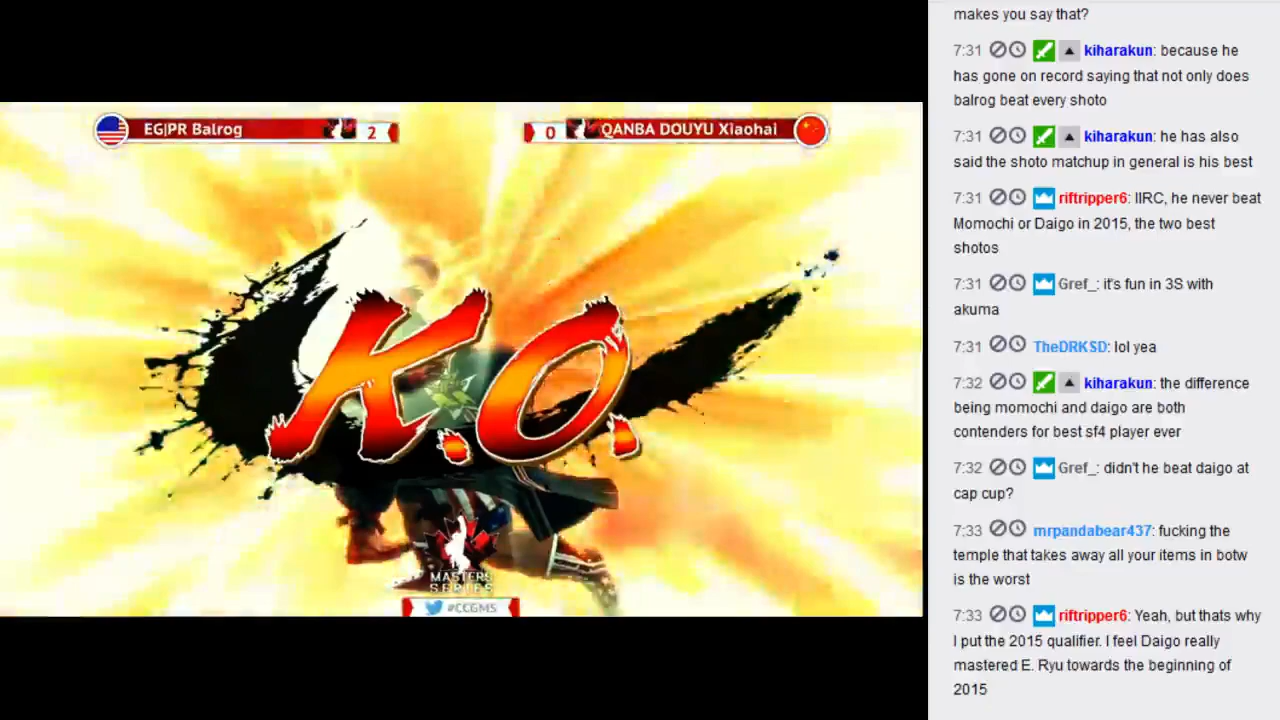 EG|PR Balrog
2
0
QANBA DOUYU Xiaohai
K.O.
MASTERS
SERIES
#CCGMS
makes you say that?
7:31 kiharakun: because he
has gone on record saying that not only does
balrog beat every shoto
7:31 kiharakun: he has also
said the shoto matchup in general is his best
7:31 riftripper6: IIRC, he never beat
Momochi or Daigo in 2015, the two best
shotos
7:31 Gref_: it's fun in 3S with
akuma
7:31 TheDRKSD: lol yea
7:32 kiharakun: the difference
being momochi and daigo are both
contenders for best sf4 player ever
7:32 Gref_: didn't he beat daigo at
cap cup?
7:33 mrpandabear437: fucking the
temple that takes away all your items in botw
is the worst
7:33 riftripper6: Yeah, but thats why
I put the 2015 qualifier. I feel Daigo really
mastered E. Ryu towards the beginning of
2015